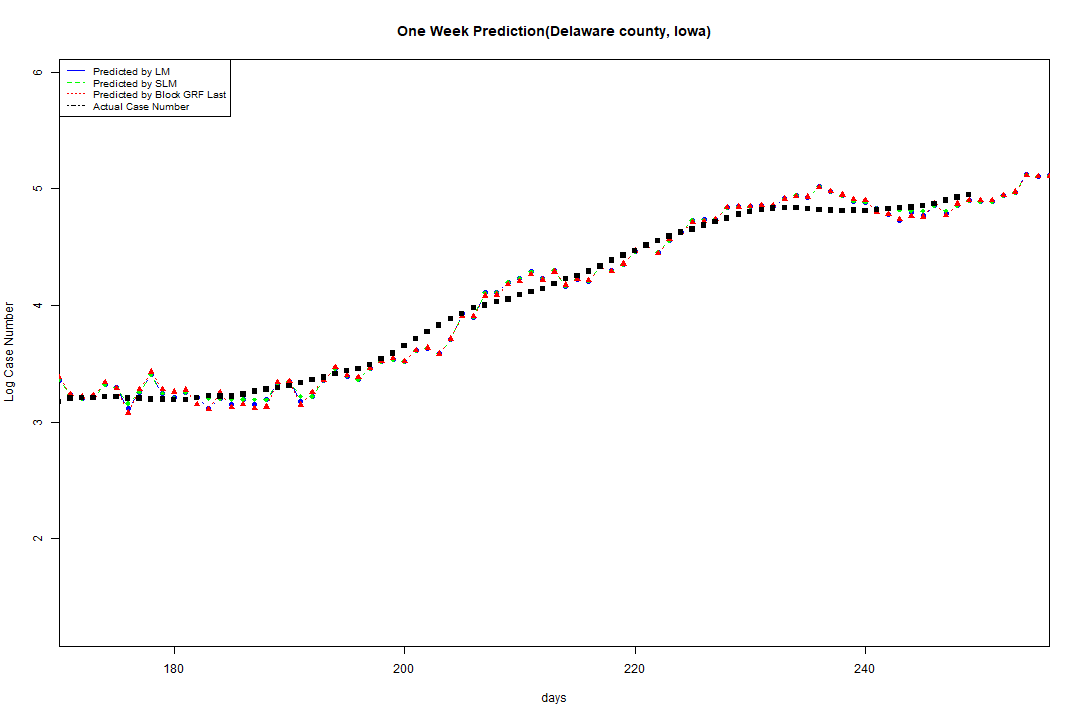 One Week Prediction(Delaware county, Iowa)
Predicted by LM
Predicted by SLM
Predicted by Block GRF Last
Actual Case Number
6
5
4
3
2
Log Case Number
180 200 220 240
days